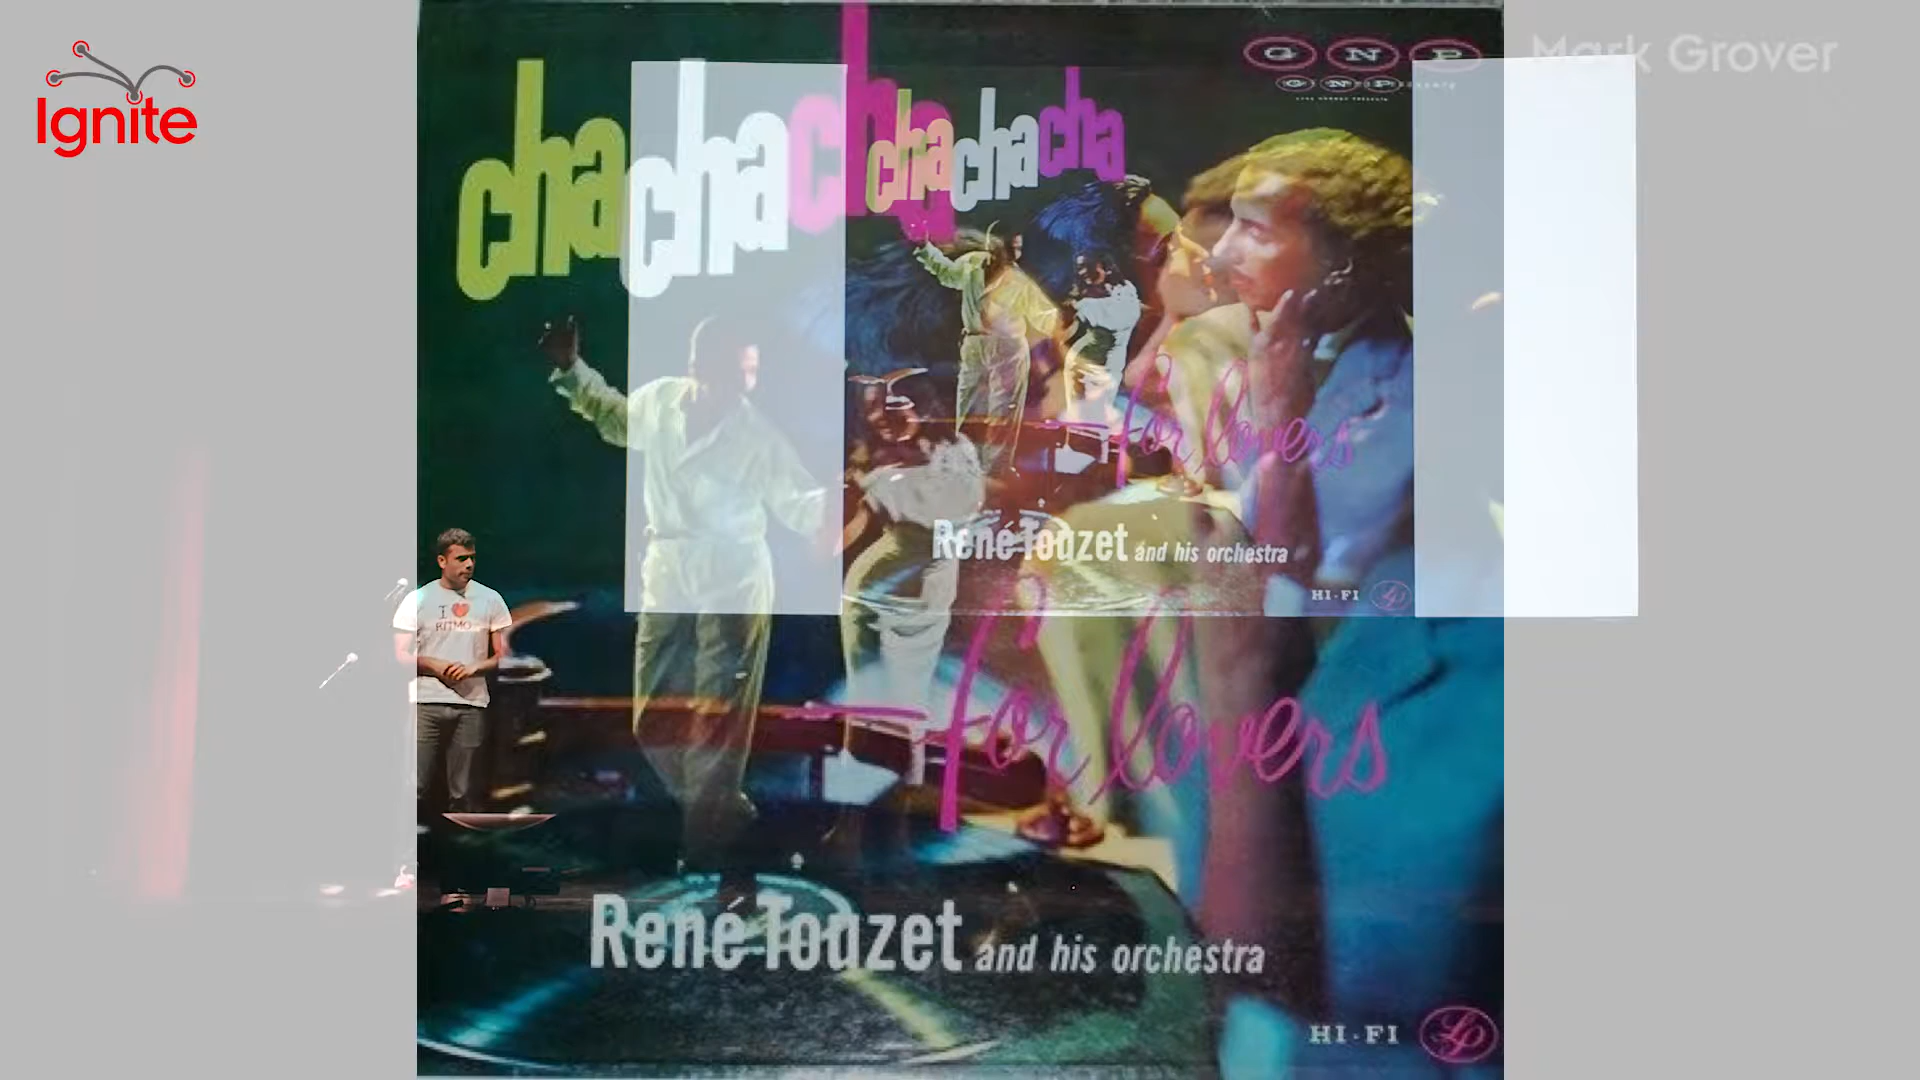 Ignite
Mark Grover
G N P
G N P
cha cha cha
cha cha cha
for lovers
René Touzet and his orchestra
HI-FI
I ❤
RITMO
for lovers
René Touzet and his orchestra
HI-FI